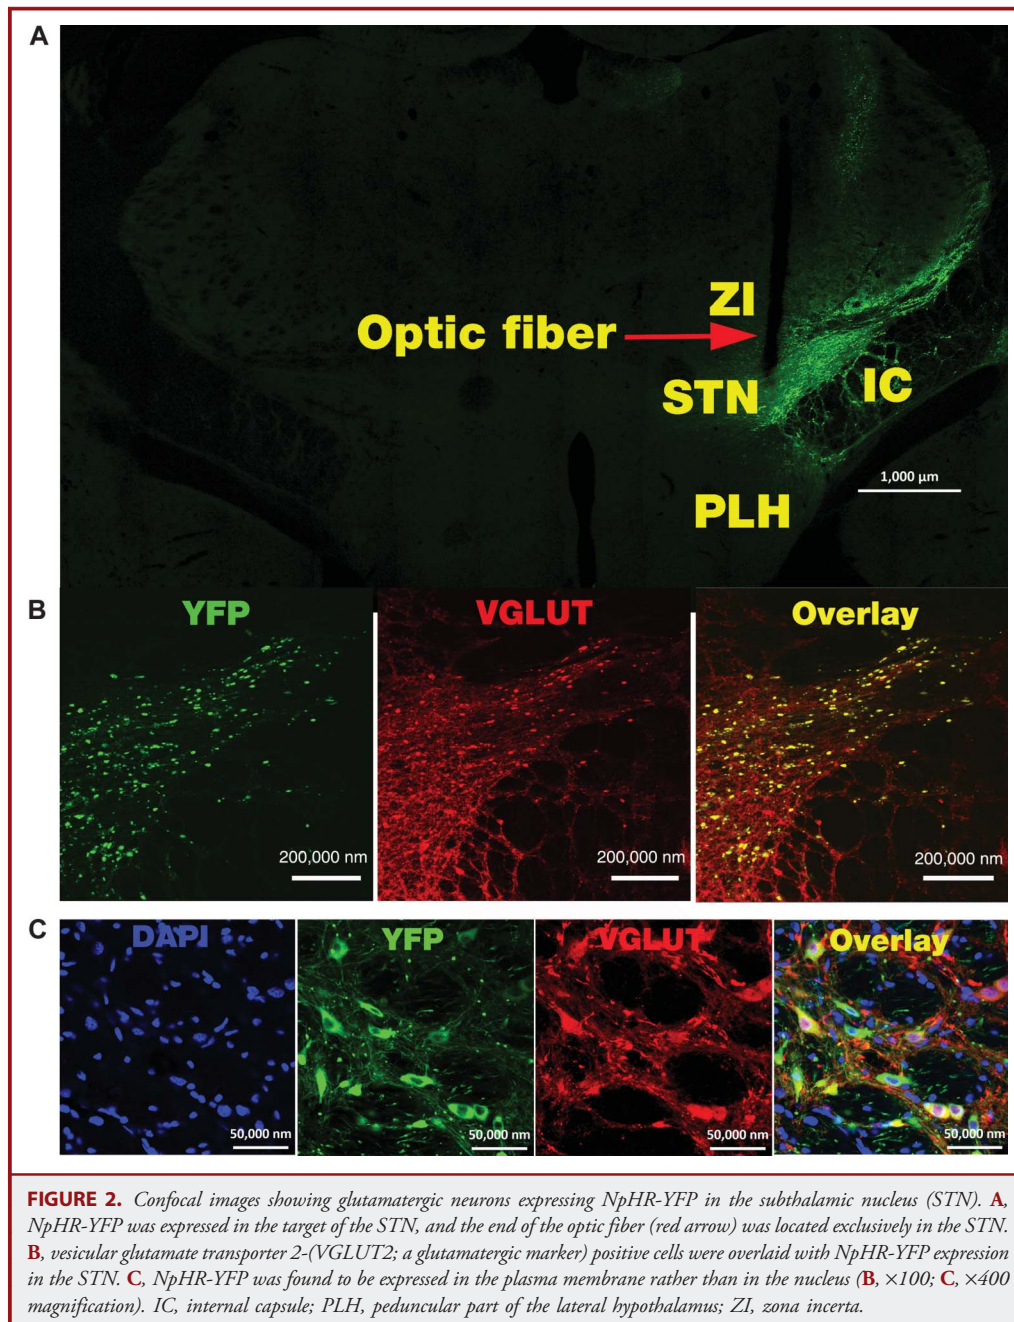 A
ZI
Optic fiber
STN
IC
1,000 µm
PLH
B
YFP
VGLUT
Overlay
200,000 nm
200,000 nm
200,000 nm
C
DAPI
YFP
VGLUT
Overlay
50,000 nm
50,000 nm
50,000 nm
50,000 nm
FIGURE 2. Confocal images showing glutamatergic neurons expressing NpHR-YFP in the subthalamic nucleus (STN). A,
NpHR-YFP was expressed in the target of the STN, and the end of the optic fiber (red arrow) was located exclusively in the STN.
B, vesicular glutamate transporter 2-(VGLUT2; a glutamatergic marker) positive cells were overlaid with NpHR-YFP expression
in the STN. C, NpHR-YFP was found to be expressed in the plasma membrane rather than in the nucleus (B, ×100; C, ×400
magnification). IC, internal capsule; PLH, peduncular part of the lateral hypothalamus; ZI, zona incerta.